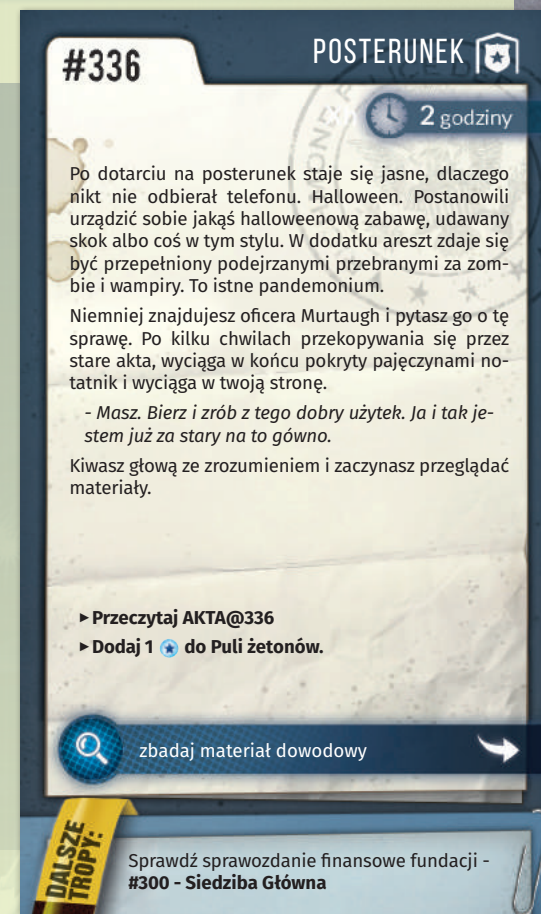 #336
POSTERUNEK
2 godziny
Po dotarciu na posterunek staje się jasne, dlaczego
nikt nie odbierał telefonu. Halloween. Postanowili
urządzić sobie jakąś halloweenową zabawę, udawany
skok albo coś w tym stylu. W dodatku areszt zdaje się
być przepełniony podejrzanymi przebranymi za zom-
bie i wampiry. To istne pandemonium.
Niemniej znajdujesz oficera Murtaugh i pytasz go o tę
sprawę. Po kilku chwilach przekopywania się przez
stare akta, wyciąga w końcu pokryty pajęczynami no-
tatnik i wyciąga w twoją stronę.
- Masz. Bierz i zrób z tego dobry użytek. Ja i tak je-
stem już za stary na to gówno.
Kiwasz głową ze zrozumieniem i zaczynasz przeglądać
materiały.
▸ Przeczytaj AKTA@336
▸ Dodaj 1 do Puli żetonów.
zbadaj materiał dowodowy
DALSZE
TROPY:
Sprawdź sprawozdanie finansowe fundacji -
#300 - Siedziba Główna